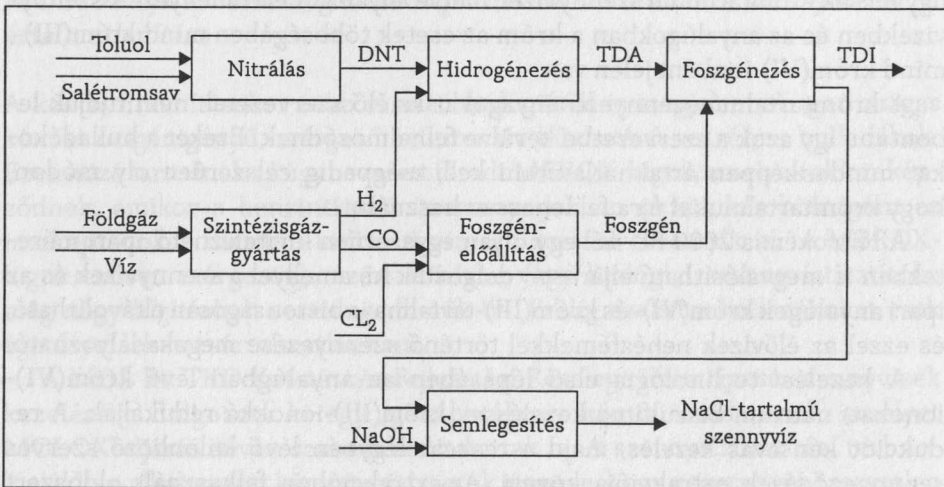 Toluol
Salétromsav
Nitrálás
DNT
Hidrogénezés
TDA
Foszgénezés
TDI
Földgáz
Víz
Szintézisgáz-
gyártás
H₂
CO
Foszgén-
előállítás
Foszgén
CL₂
HCl
NaOH
Semlegesítés
NaCl-tartalmú
szennyvíz